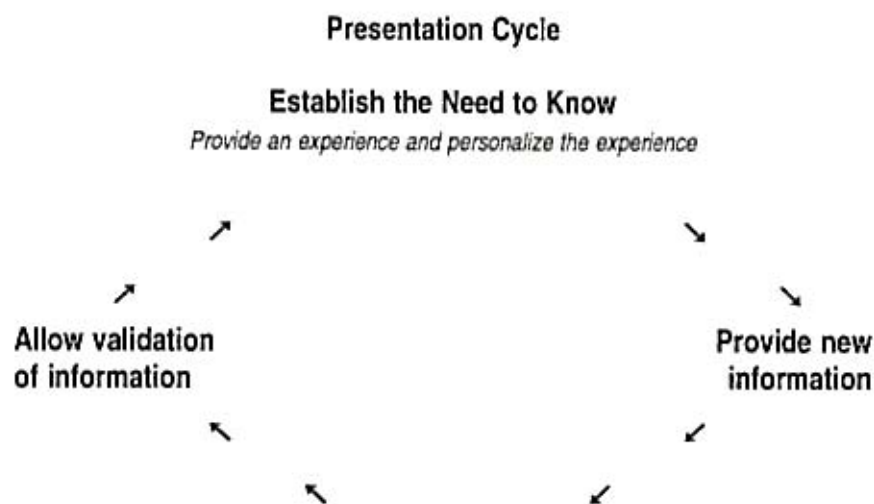 Presentation Cycle
Establish the Need to Know
Provide an experience and personalize the experience
Allow validation
of information
Provide new
information